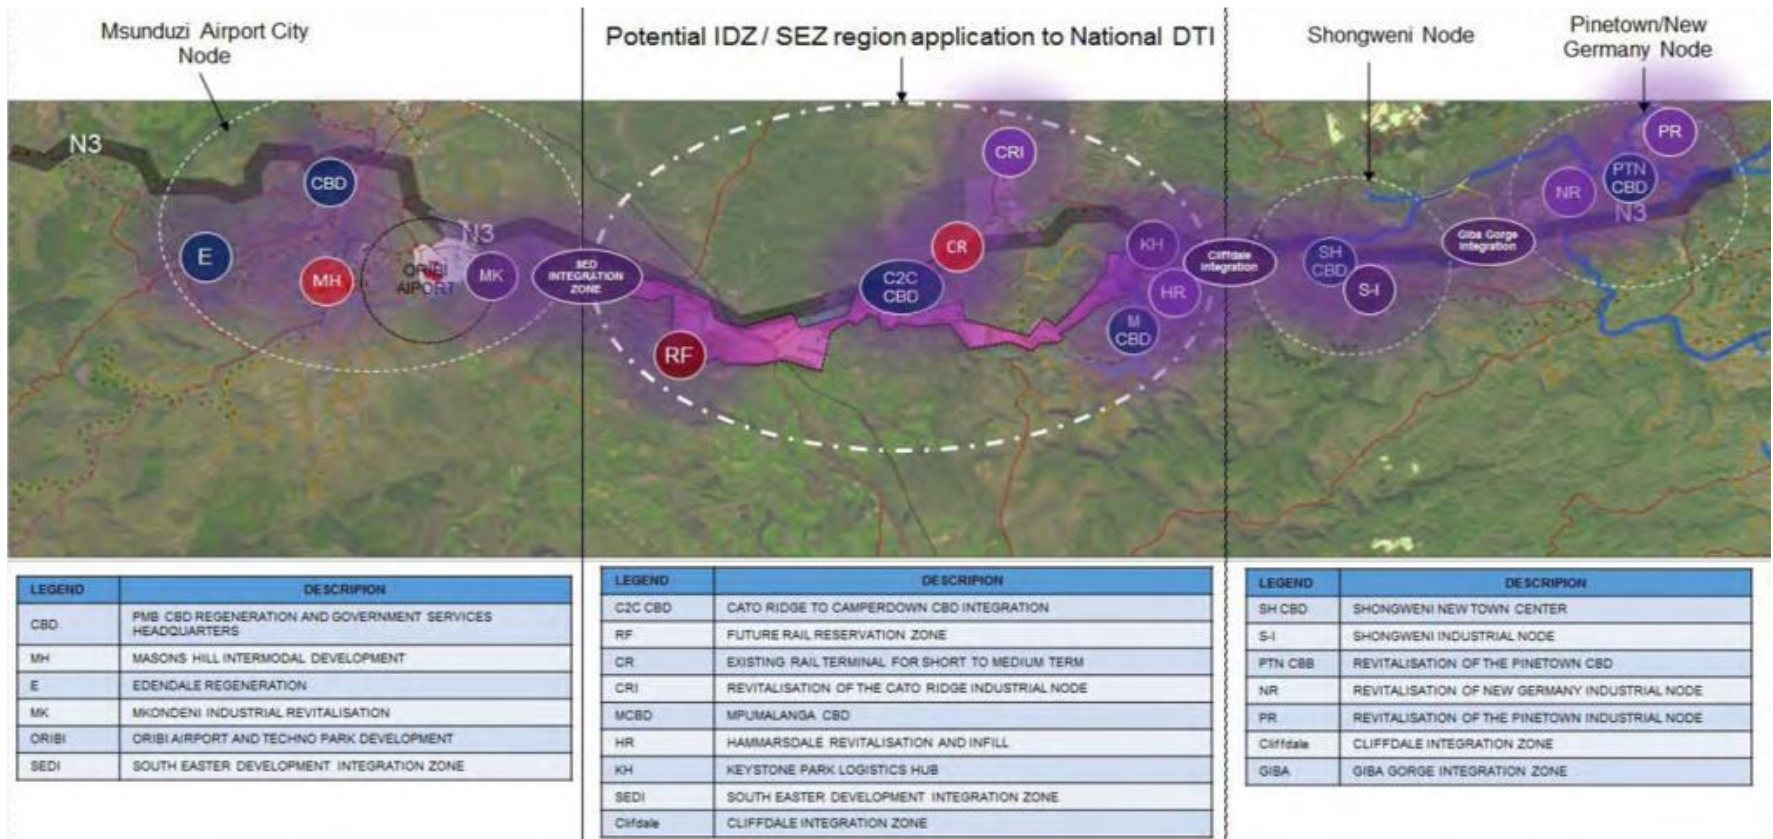 Msunduzi Airport City
Node
Potential IDZ / SEZ region application to National DTI
Shongweni Node
Pinetown/New
Germany Node
N3
CBD
E
MH
ORIBI
AIPORT
N3
MK
SED
INTEGRATION
ZONE
RF
C2C
CBD
CR
CRI
KH
HR
M
CBD
Cliffdale
Integration
SH
CBD
S-I
Giba Gorge
Integration
NR
PTN
CBD
PR
N3
LEGEND DESCRIPION
CBD PMB CBD REGENERATION AND GOVERNMENT SERVICES
HEADQUARTERS
MH MASONS HILL INTERMODAL DEVELOPMENT
E EDENDALE REGENERATION
MK MKONDENI INDUSTRIAL REVITALISATION
ORIBI ORIBI AIRPORT AND TECHNO PARK DEVELOPMENT
SEDI SOUTH EASTER DEVELOPMENT INTEGRATION ZONE
LEGEND DESCRIPION
C2C CBD CATO RIDGE TO CAMPERDOWN CBD INTEGRATION
RF FUTURE RAIL RESERVATION ZONE
CR EXISTING RAIL TERMINAL FOR SHORT TO MEDIUM TERM
CRI REVITALISATION OF THE CATO RIDGE INDUSTRIAL NODE
MCBD MPUMALANGA CBD
HR HAMMARSDALE REVITALISATION AND INFILL
KH KEYSTONE PARK LOGISTICS HUB
SEDI SOUTH EASTER DEVELOPMENT INTEGRATION ZONE
Clifdale CLIFFDALE INTEGRATION ZONE
LEGEND DESCRIPION
SH CBD SHONGWENI NEW TOWN CENTER
S-I SHONGWENI INDUSTRIAL NODE
PTN CBB REVITALISATION OF THE PINETOWN CBD
NR REVITALISATION OF NEW GERMANY INDUSTRIAL NODE
PR REVITALISATION OF THE PINETOWN INDUSTRIAL NODE
Cliffdale CLIFFDALE INTEGRATION ZONE
GIBA GIBA GORGE INTEGRATION ZONE